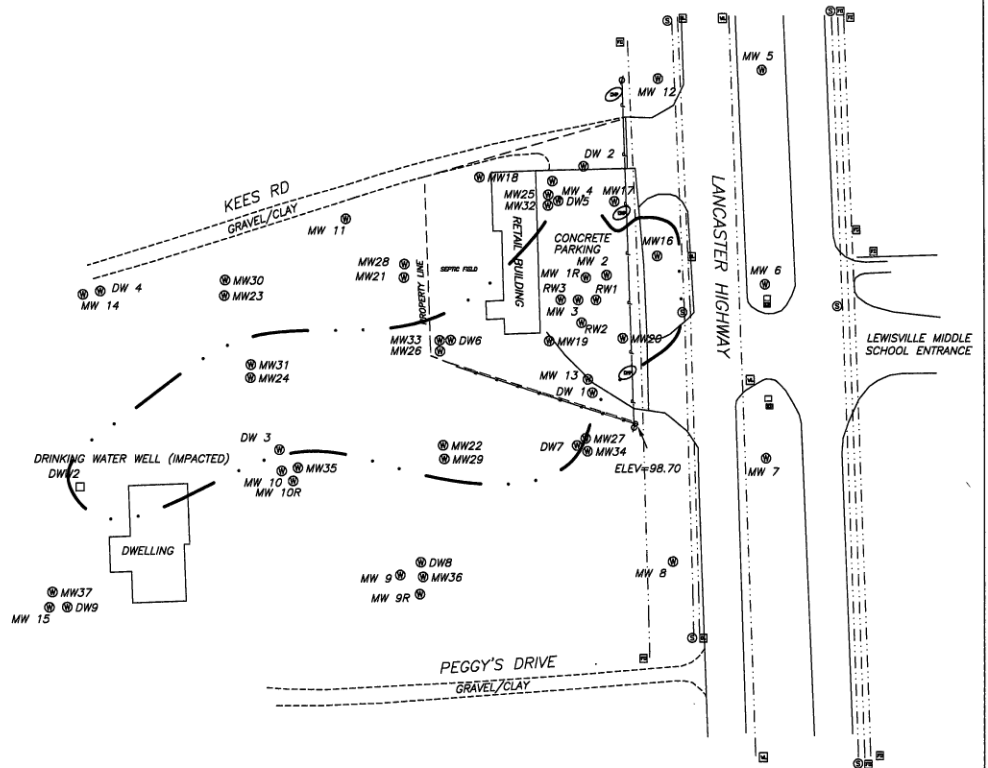 MW 5
MW 12
DW 2
MW18
MW25
MW 4
MW17
MW32
DW5
KEES RD
GRAVEL/CLAY
MW 11
RETAIL BUILDING
CONCRETE
PARKING
MW16
LANCASTER HIGHWAY
MW28
MW21
PROPERTY LINE
SEPTIC FIELD
MW 2
MW 1R
MW 6
MW30
MW23
DW 4
MW 14
RW3
RW1
MW 3
RW2
MW33
DW6
MW26
MW19
MW20
LEWISVILLE MIDDLE
SCHOOL ENTRANCE
MW31
MW24
MW 13
DW 1
DW 3
MW22
MW29
DW7
MW27
MW34
DRINKING WATER WELL (IMPACTED)
DWW2
MW35
MW 10
MW 10R
ELEV=98.70
MW 7
DWELLING
DW8
MW 9
MW36
MW 9R
MW 8
MW37
MW 15
DW9
PEGGY'S DRIVE
GRAVEL/CLAY